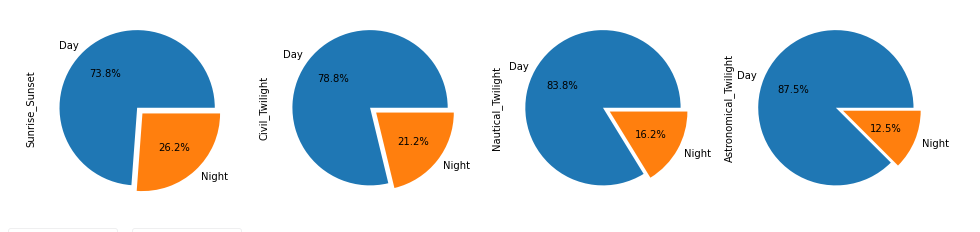 Sunrise_Sunset
Day
73.8%
26.2%
Night
Civil_Twilight
Day
78.8%
21.2%
Night
Nautical_Twilight
Day
83.8%
16.2%
Night
Astronomical_Twilight
Day
87.5%
12.5%
Night